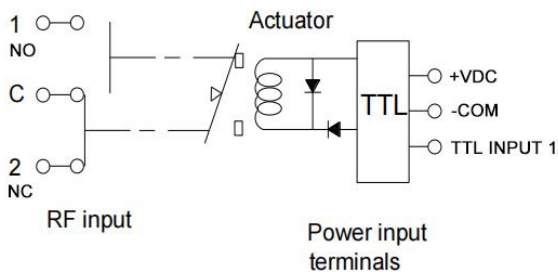 Actuator
1
NO
C
2
NC
RF input
TTL
+VDC
-COM
TTL INPUT 1
Power input
terminals